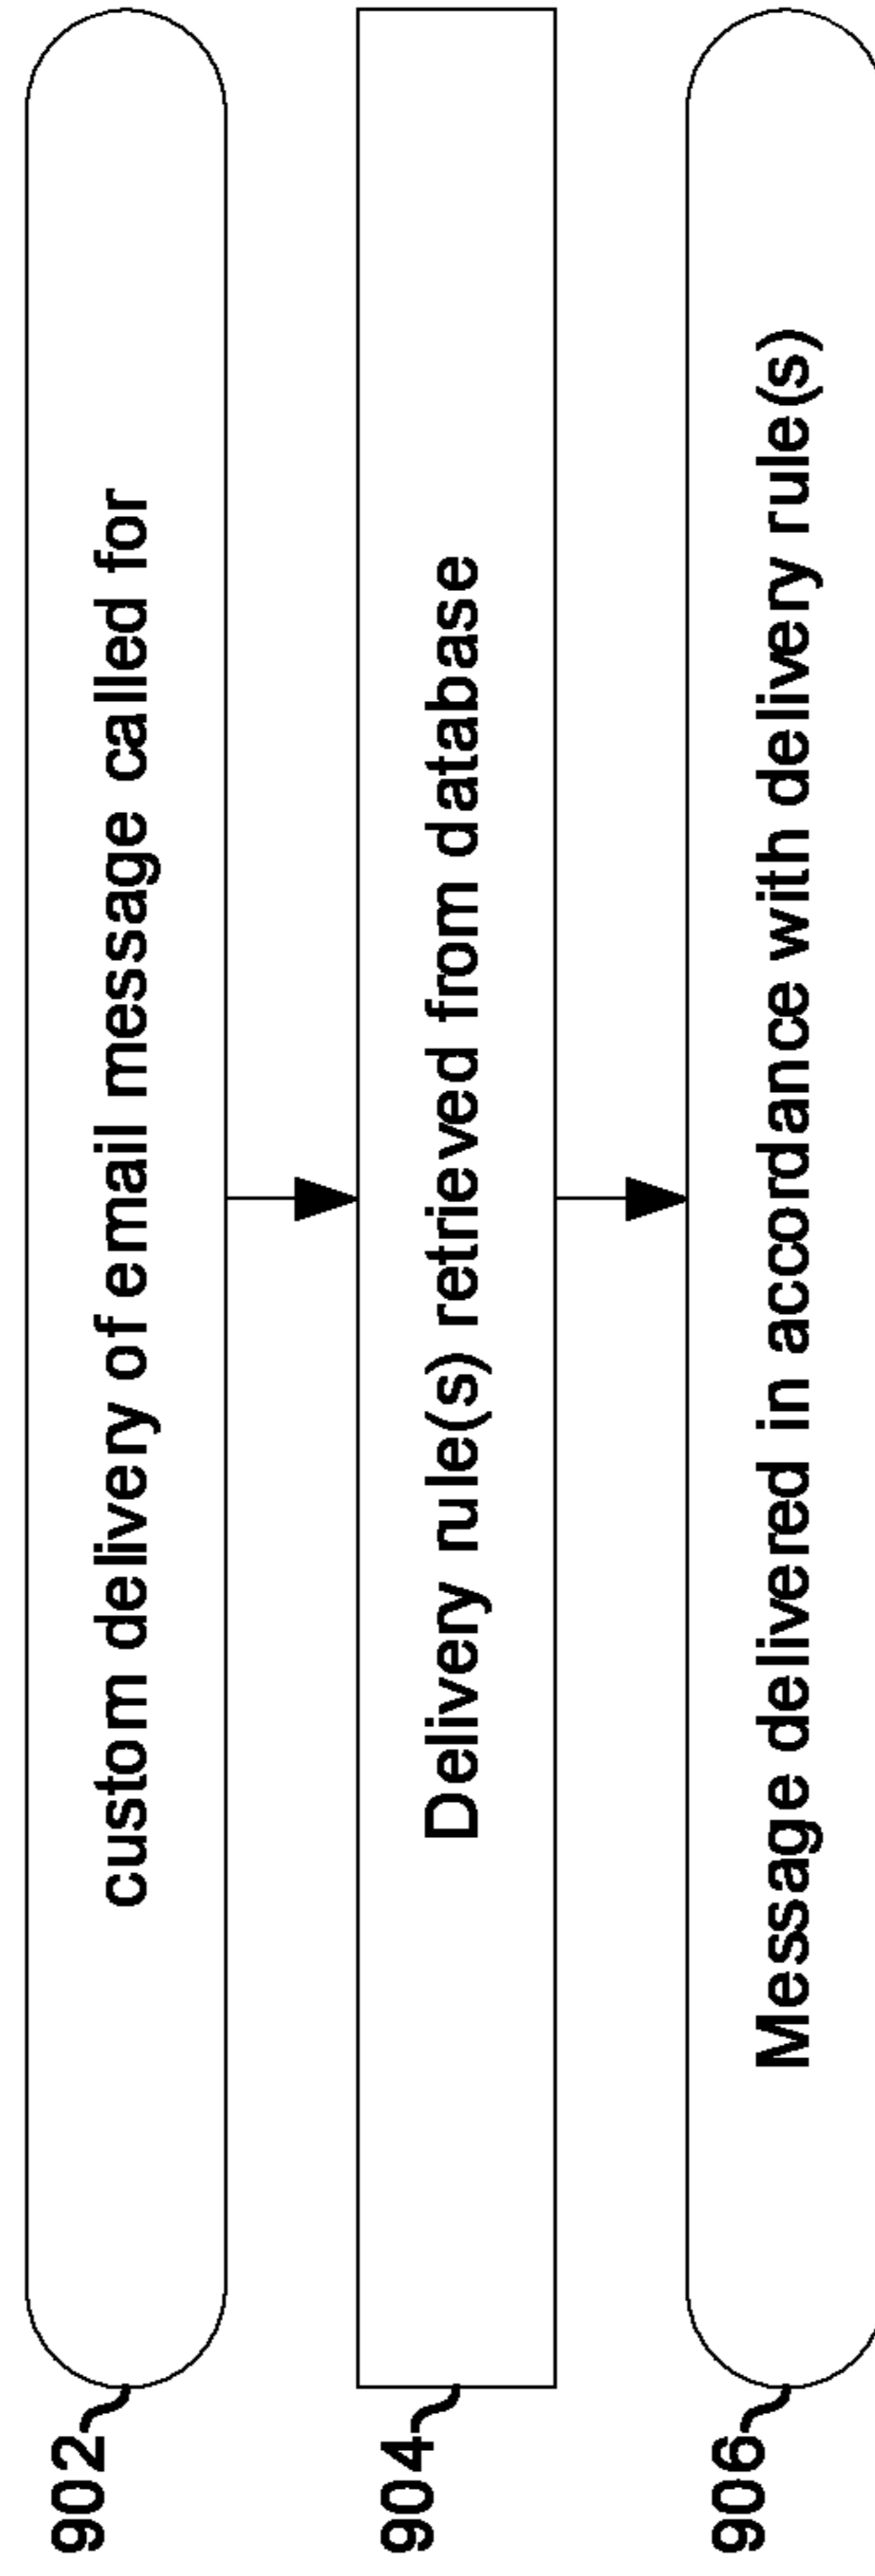 902
custom delivery of email message called for
904
Delivery rule(s) retrieved from database
906
Message delivered in accordance with delivery rule(s)